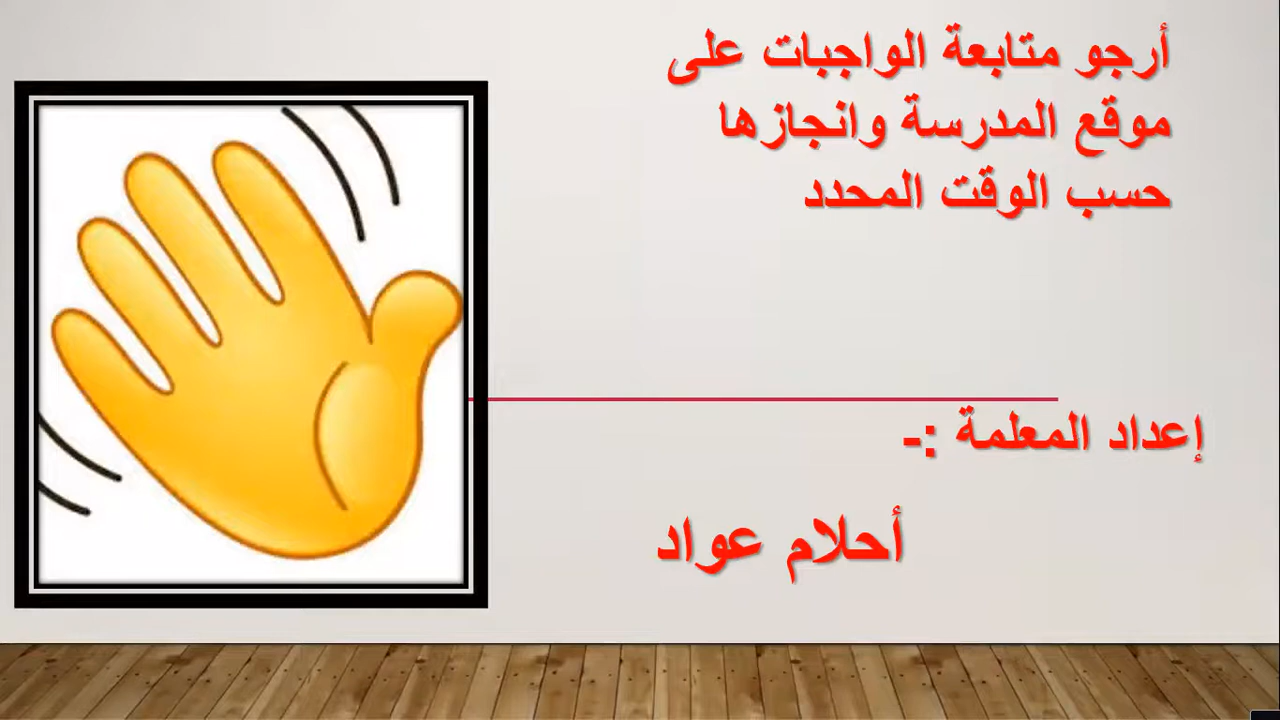 أرجو متابعة الواجبات على
موقع المدرسة وانجازها
حسب الوقت المحدد
إعداد المعلمة :-
أحلام عواد